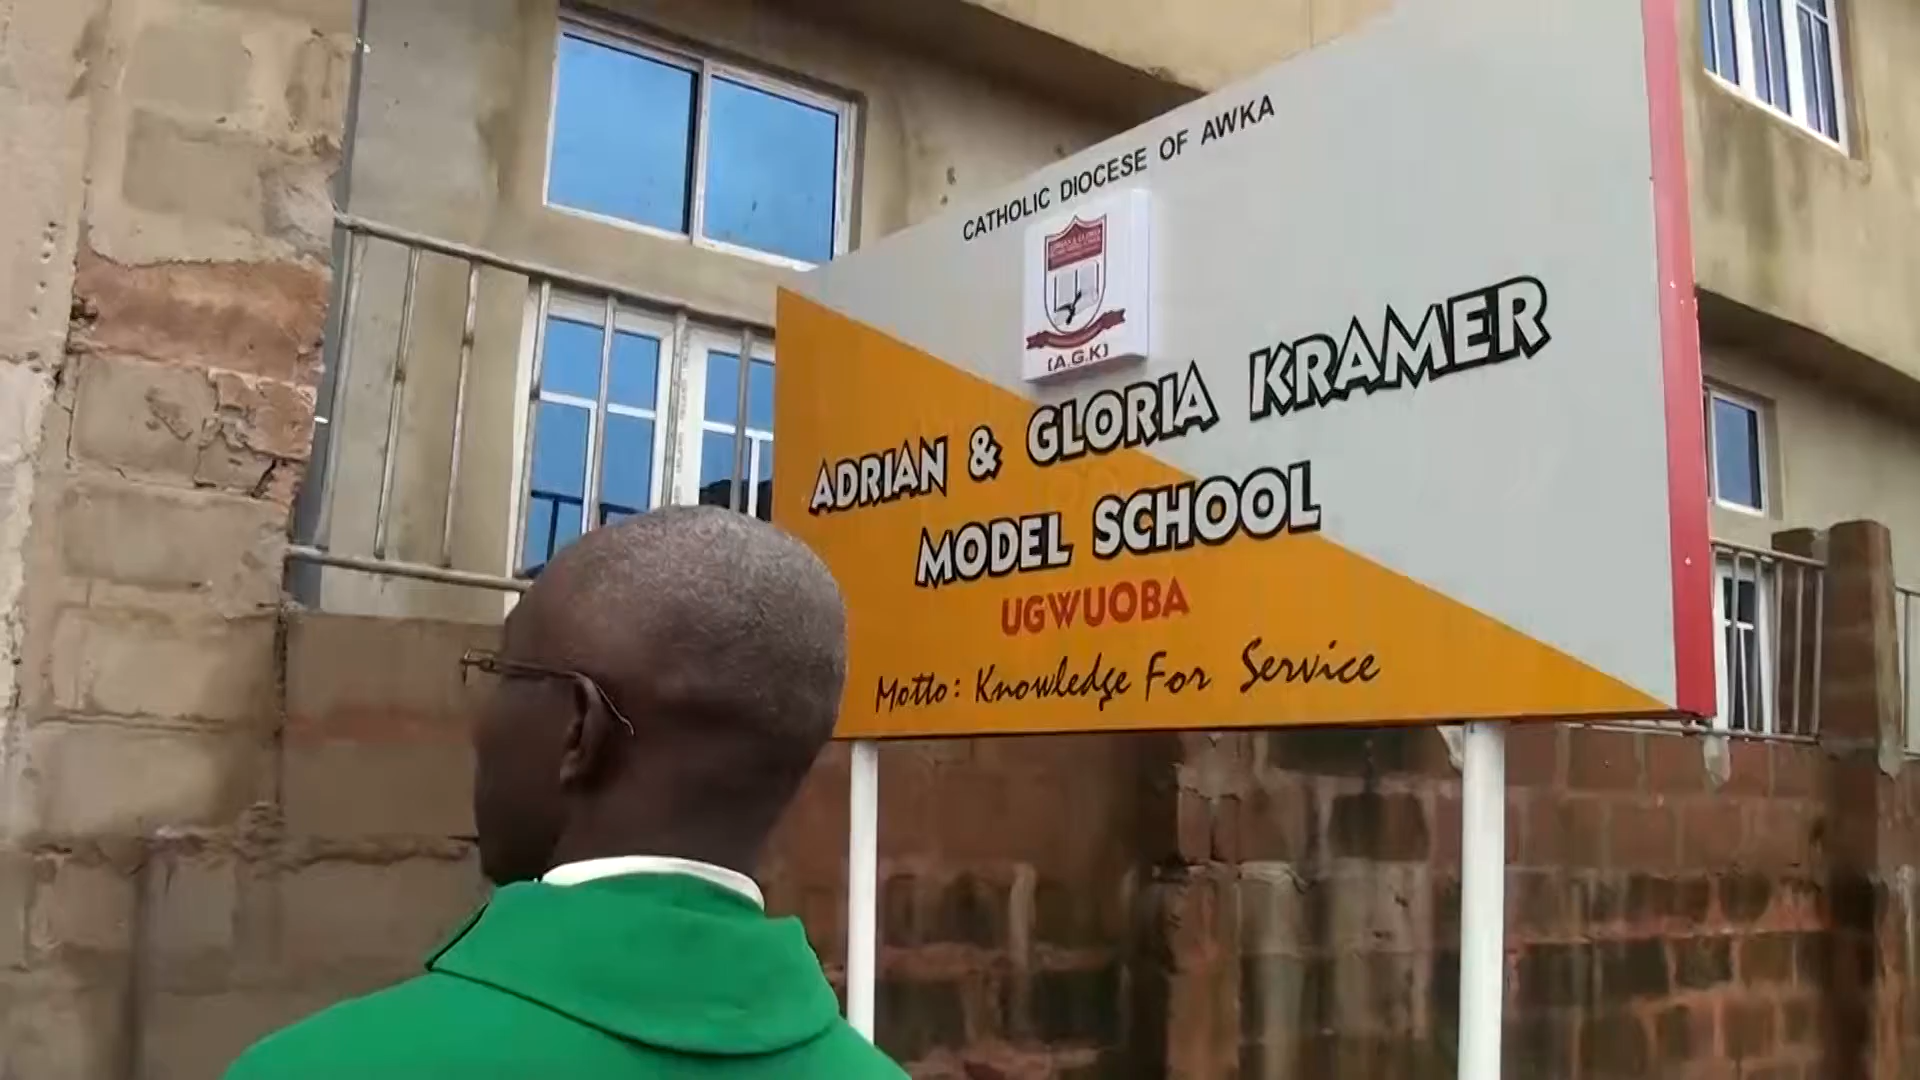 CATHOLIC DIOCESE OF AWKA
(A.G.K)
ADRIAN & GLORIA KRAMER
MODEL SCHOOL
UGWUOBA
Motto: Knowledge For Service